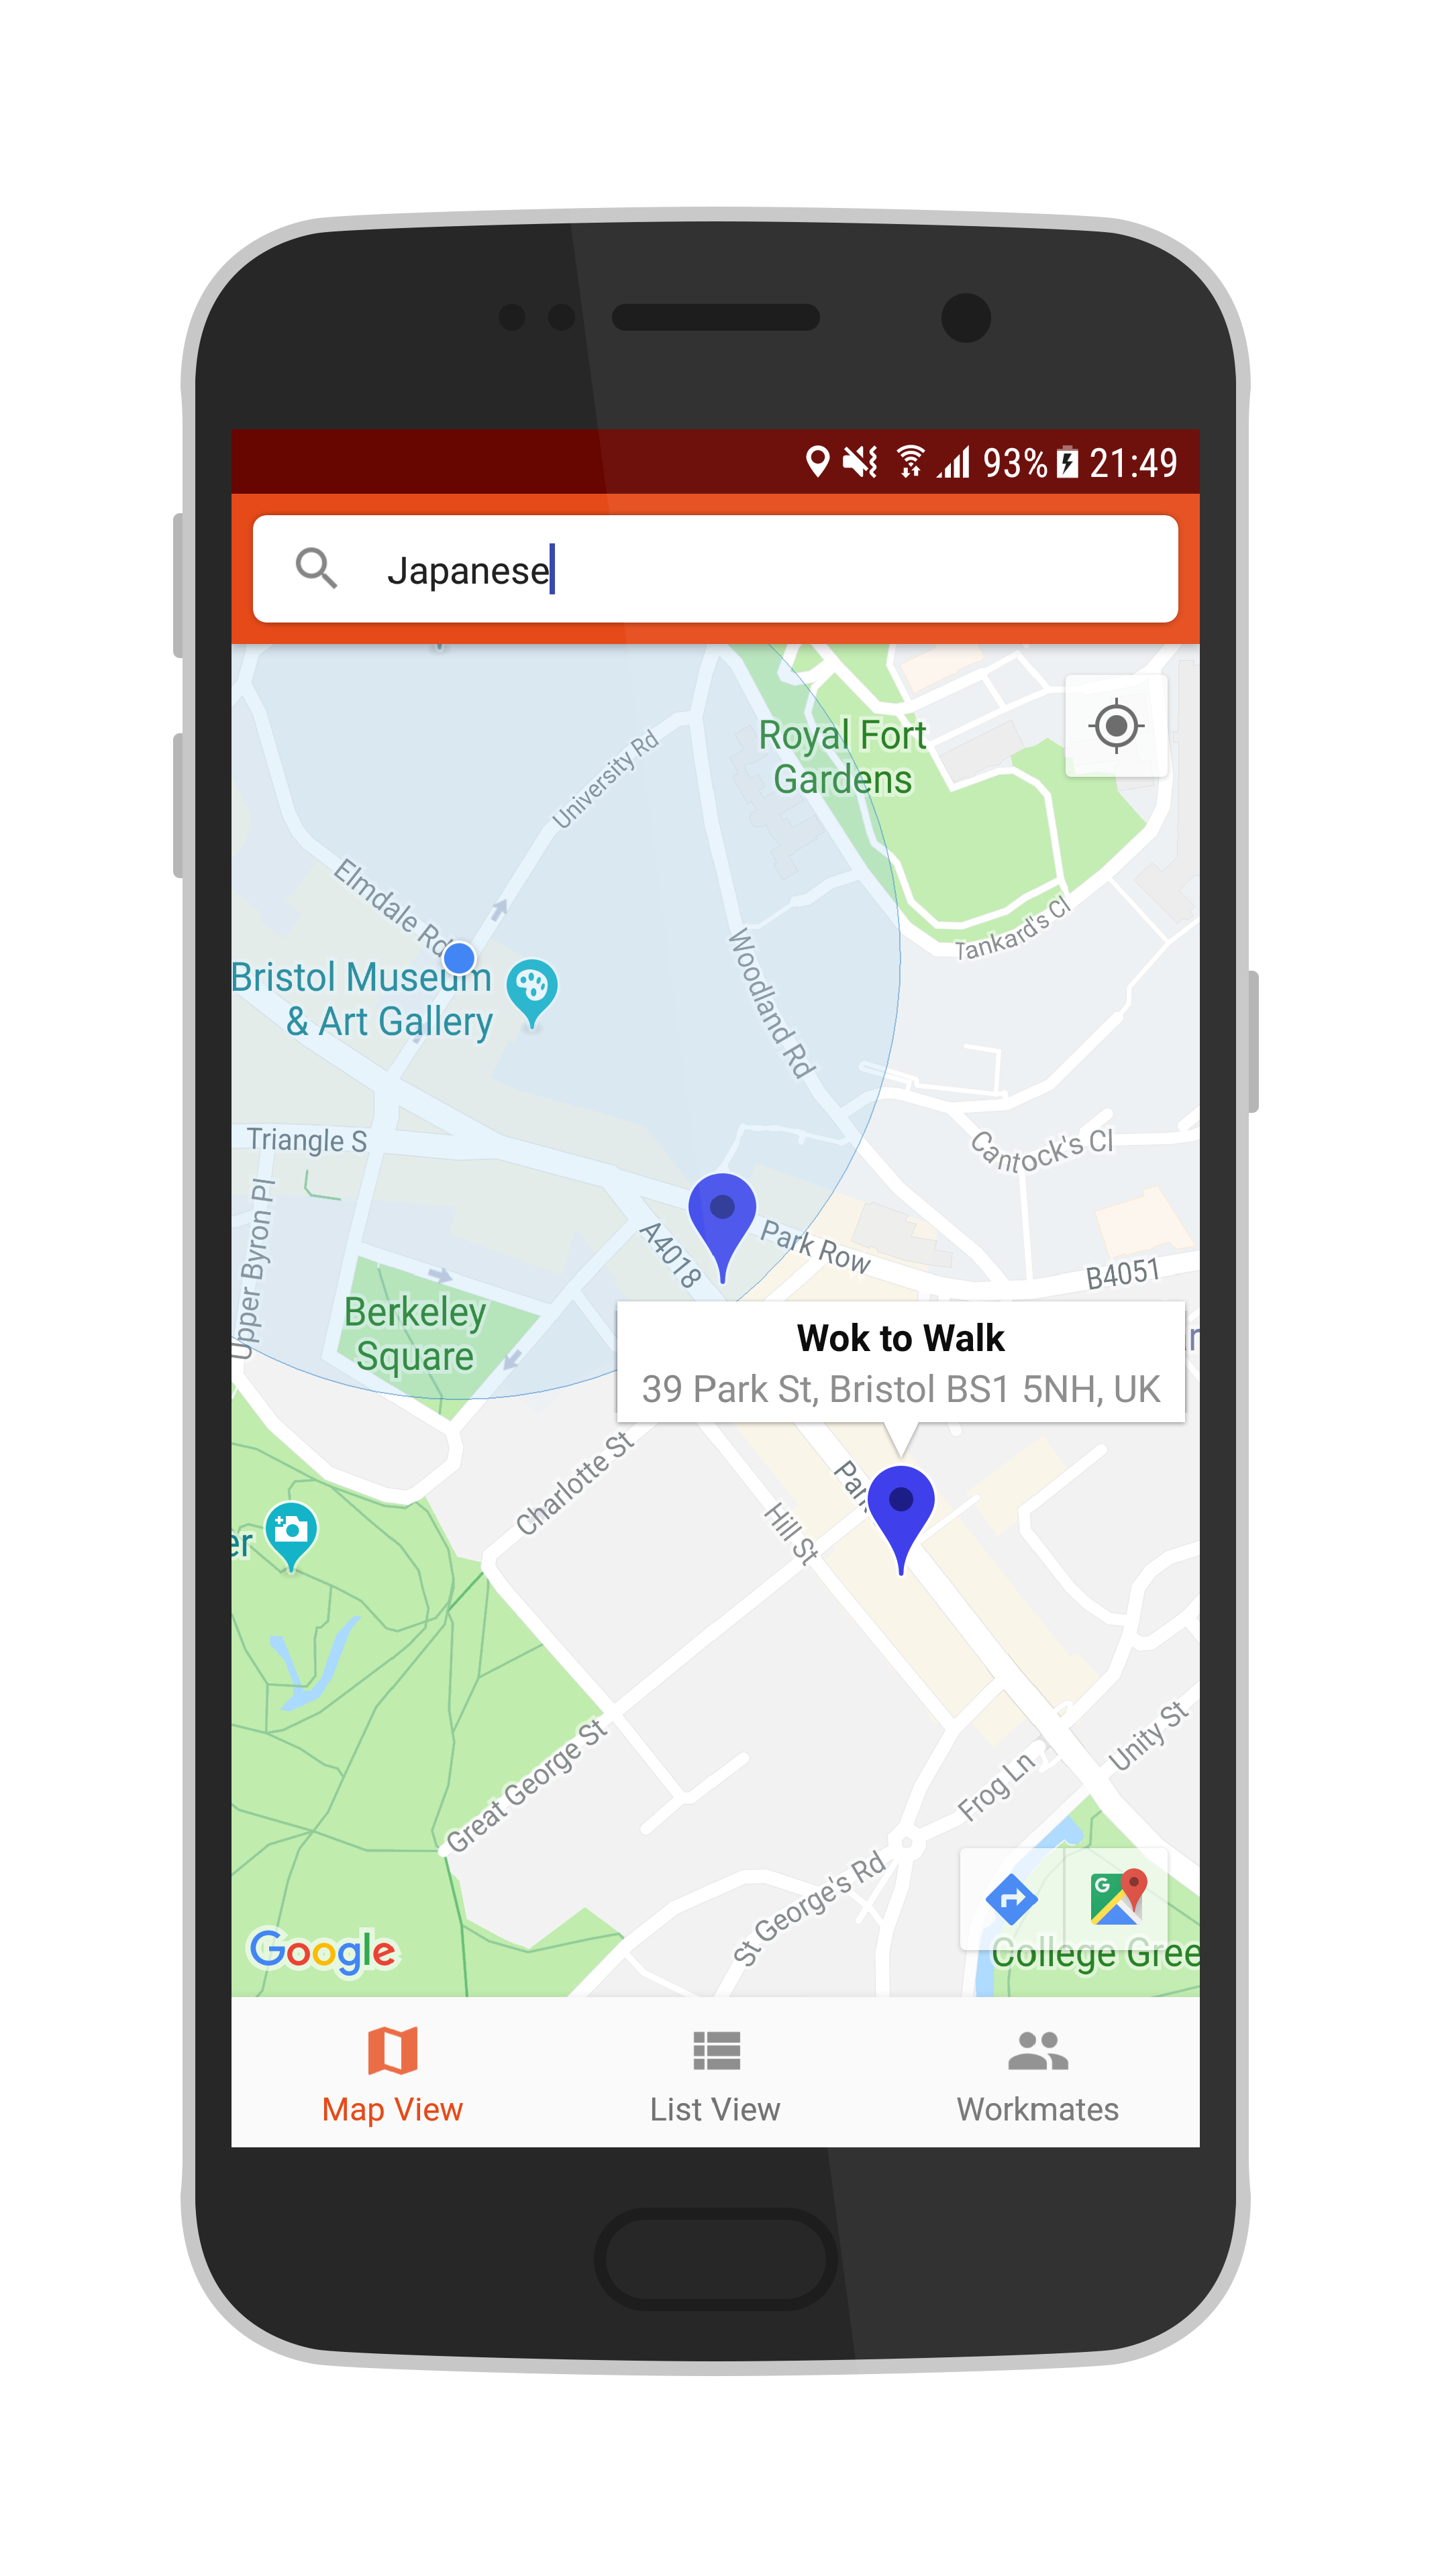 93% 21:49
Japanese
Royal Fort
Gardens
University Rd
Elmdale Rd
Tankard's Cl
Bristol Museum
& Art Gallery
Woodland Rd
Triangle S
Cantock's Cl
Upper Byron Pl
A4018
Park Row
B4051
Berkeley
Square
Wok to Walk
39 Park St, Bristol BS1 5NH, UK
Charlotte St
Hill St
er
Great George St
Unity St
Frog Ln
St George's Rd
Google
G
College Gree
Map View
List View
Workmates